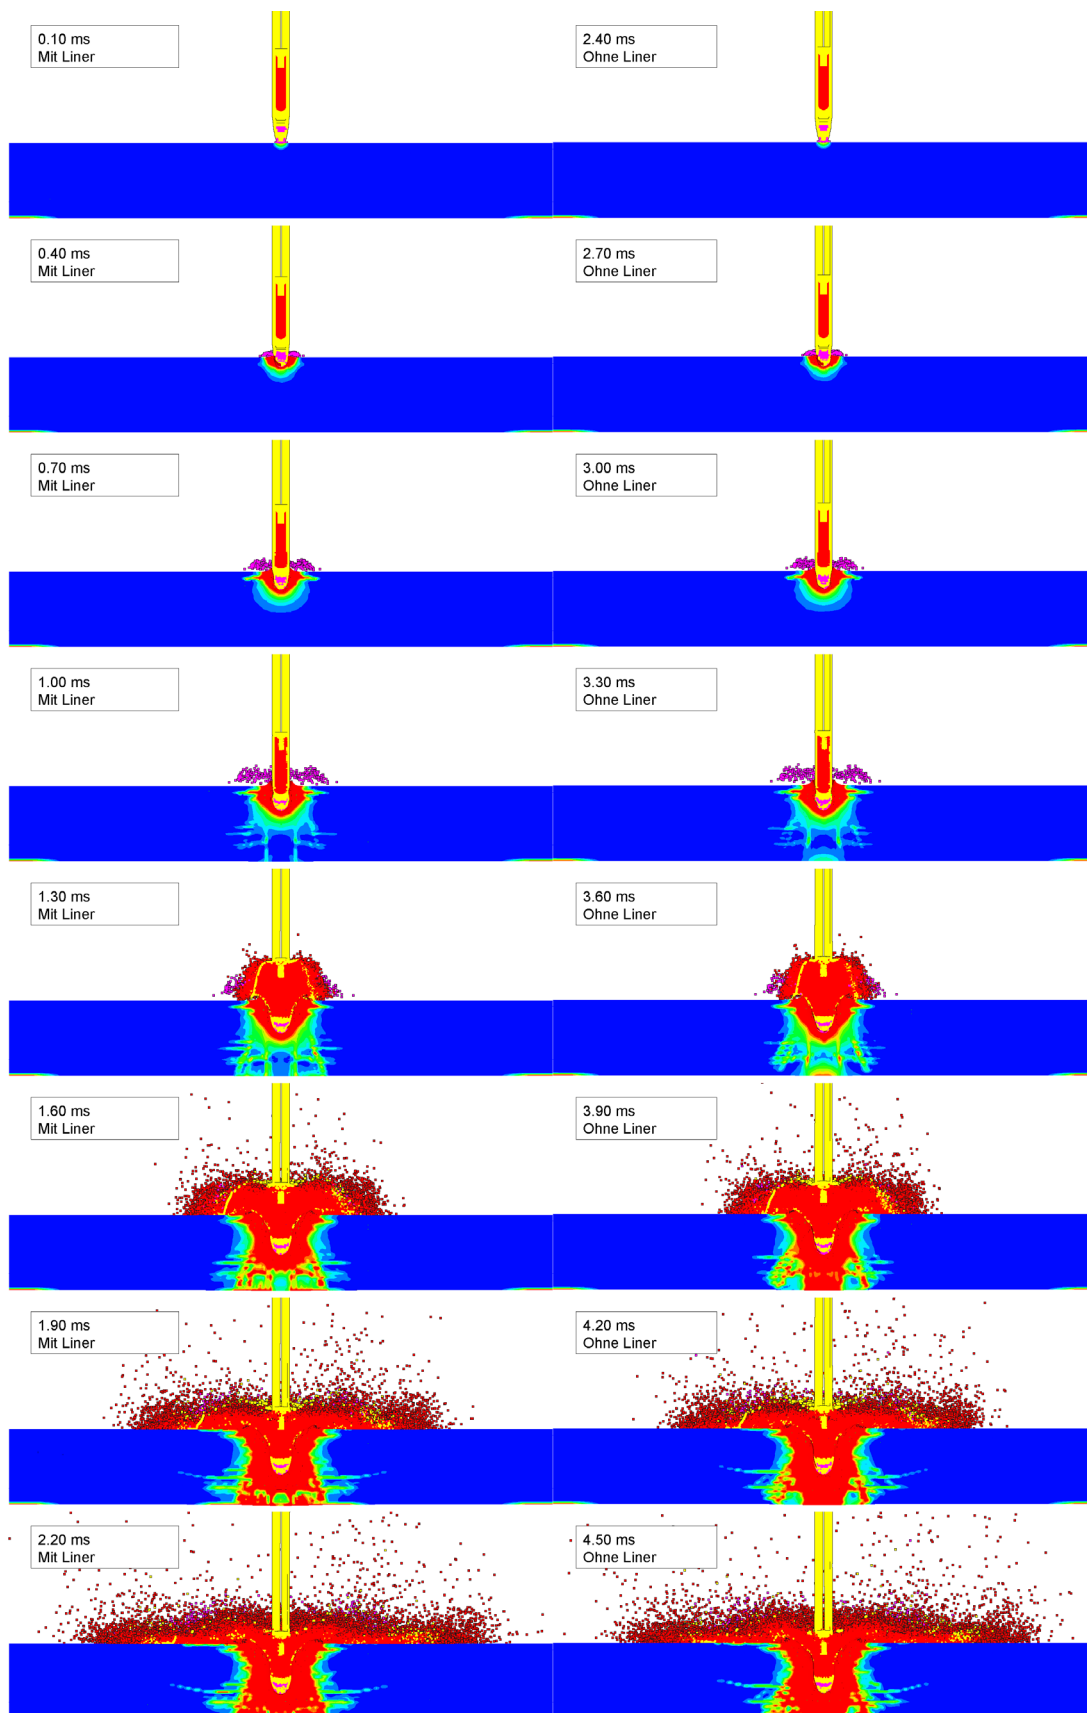 0.10 ms
Mit Liner
2.40 ms
Ohne Liner
0.40 ms
Mit Liner
2.70 ms
Ohne Liner
0.70 ms
Mit Liner
3.00 ms
Ohne Liner
1.00 ms
Mit Liner
3.30 ms
Ohne Liner
1.30 ms
Mit Liner
3.60 ms
Ohne Liner
1.60 ms
Mit Liner
3.90 ms
Ohne Liner
1.90 ms
Mit Liner
4.20 ms
Ohne Liner
2.20 ms
Mit Liner
4.50 ms
Ohne Liner